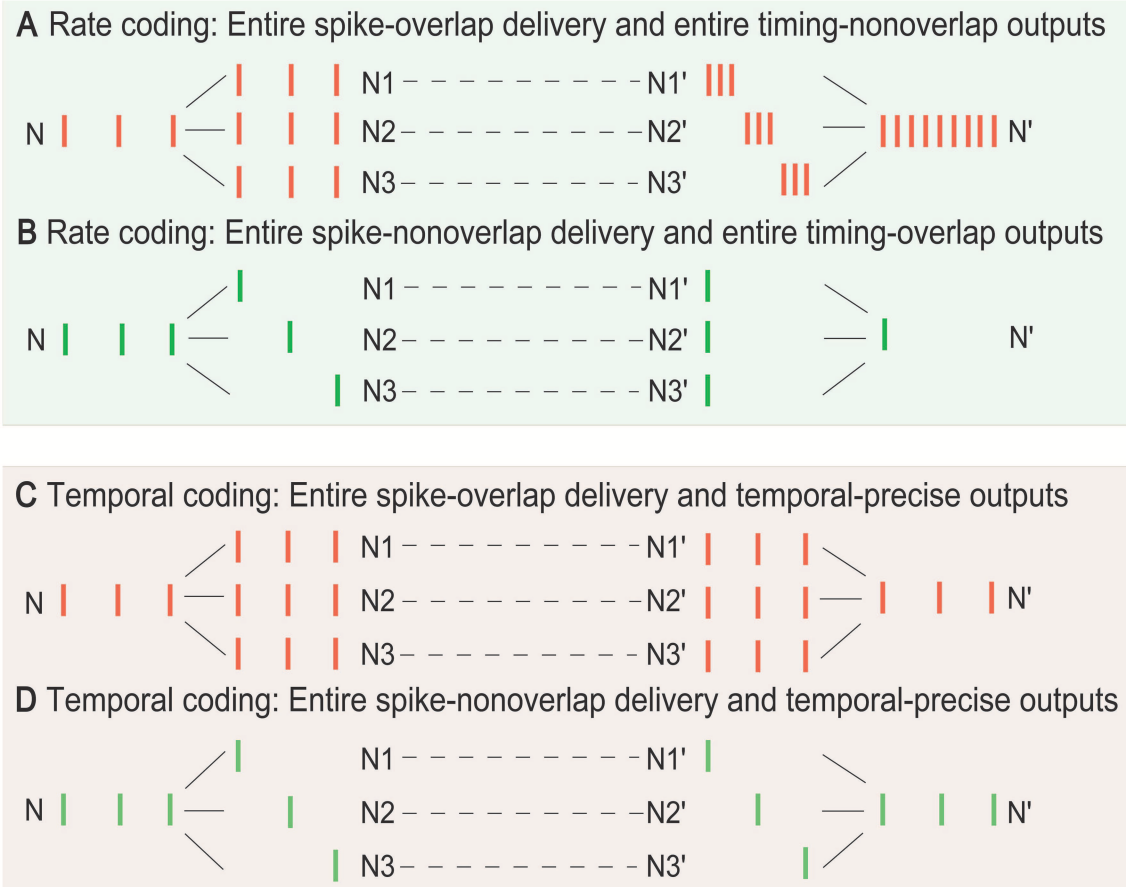 A Rate coding: Entire spike-overlap delivery and entire timing-nonoverlap outputs
N1 N1'
N N2 N2' N'
N3 N3'
B Rate coding: Entire spike-nonoverlap delivery and entire timing-overlap outputs
N1 N1'
N N2 N2' N'
N3 N3'
C Temporal coding: Entire spike-overlap delivery and temporal-precise outputs
N1 N1'
N N2 N2' N'
N3 N3'
D Temporal coding: Entire spike-nonoverlap delivery and temporal-precise outputs
N1 N1'
N N2 N2' N'
N3 N3'